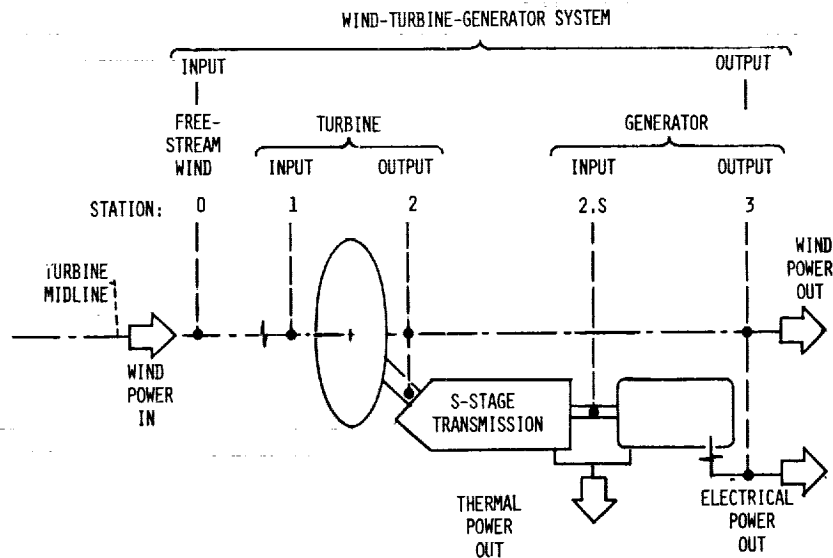 WIND-TURBINE-GENERATOR SYSTEM
INPUT OUTPUT
FREE-
STREAM
WIND
TURBINE GENERATOR
INPUT OUTPUT INPUT OUTPUT
STATION: 0 1 2 2.S 3
TURBINE
MIDLINE
WIND
POWER
OUT
WIND
POWER
IN
S-STAGE
TRANSMISSION
THERMAL
POWER
OUT
ELECTRICAL
POWER
OUT